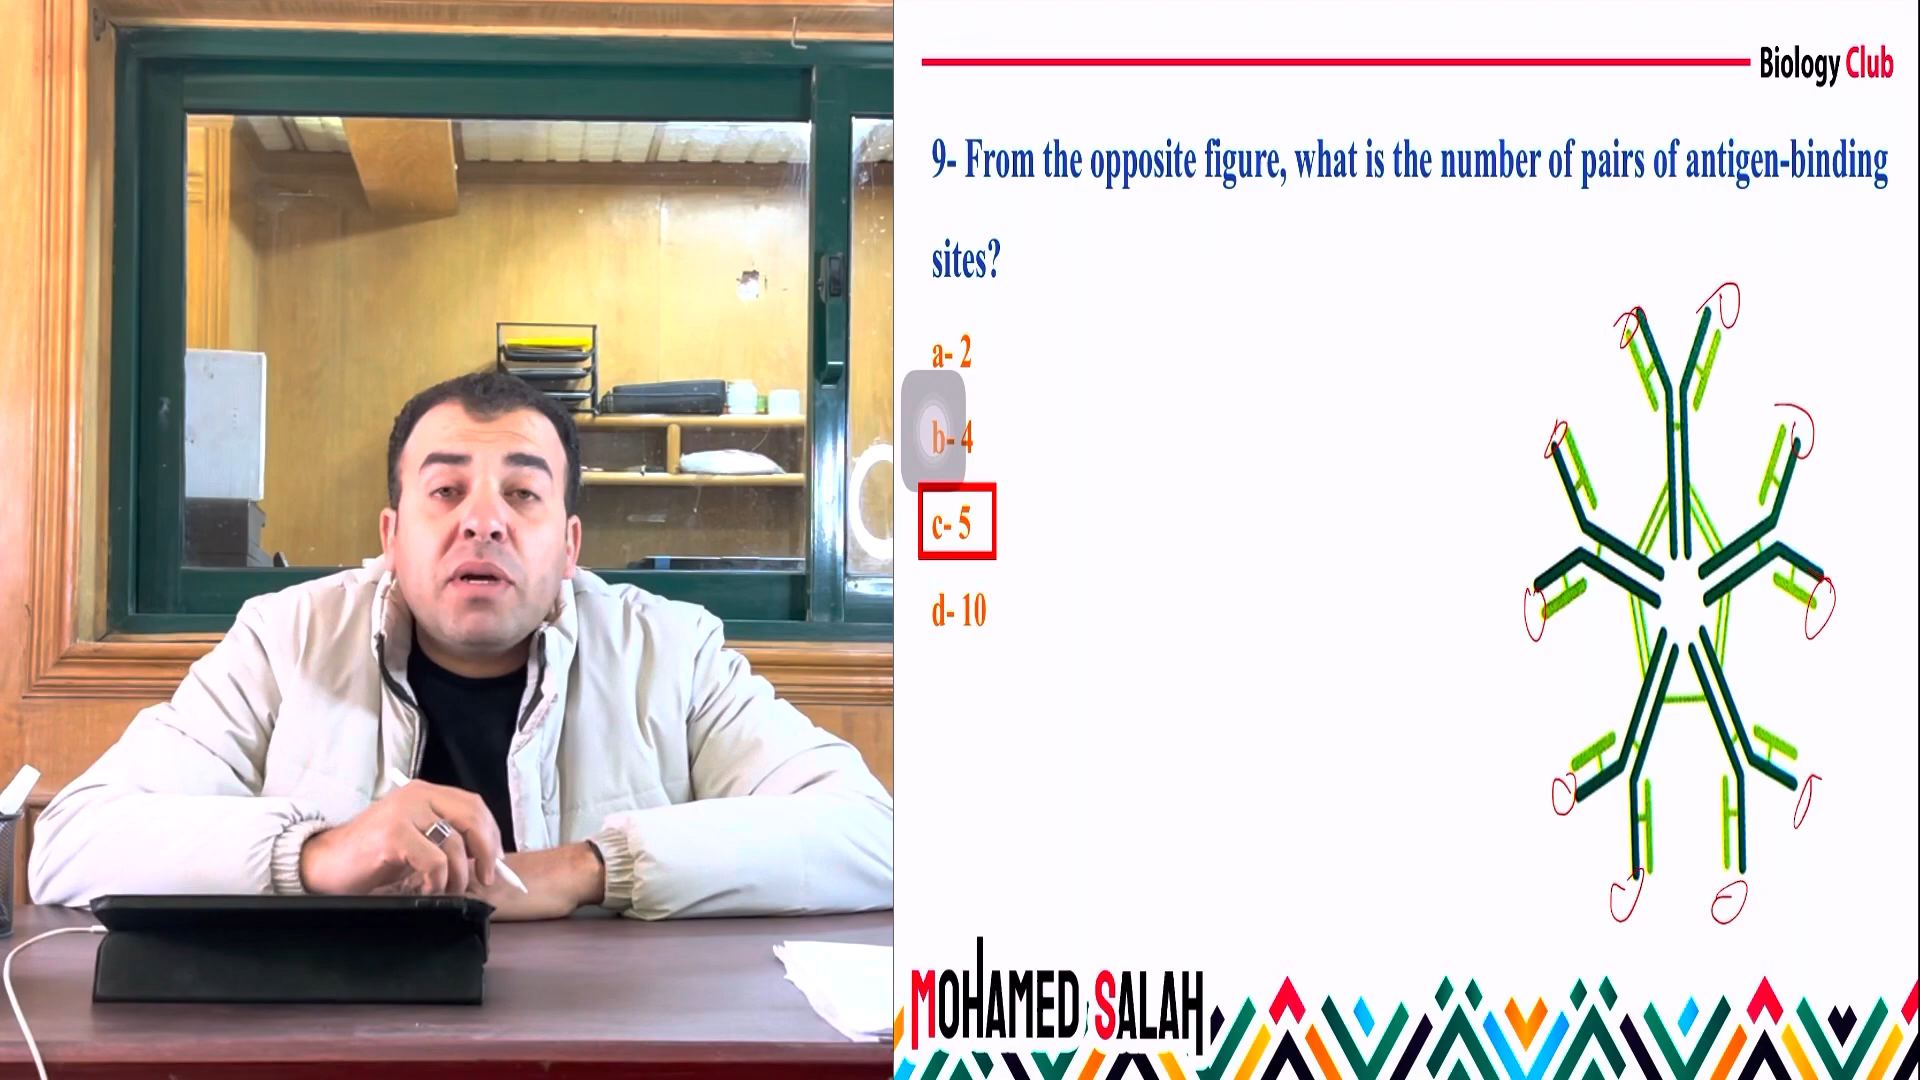 Biology Club
9- From the opposite figure, what is the number of pairs of antigen-binding
sites?
a- 2
b- 4
c- 5
d- 10
MOHAMED SALAH